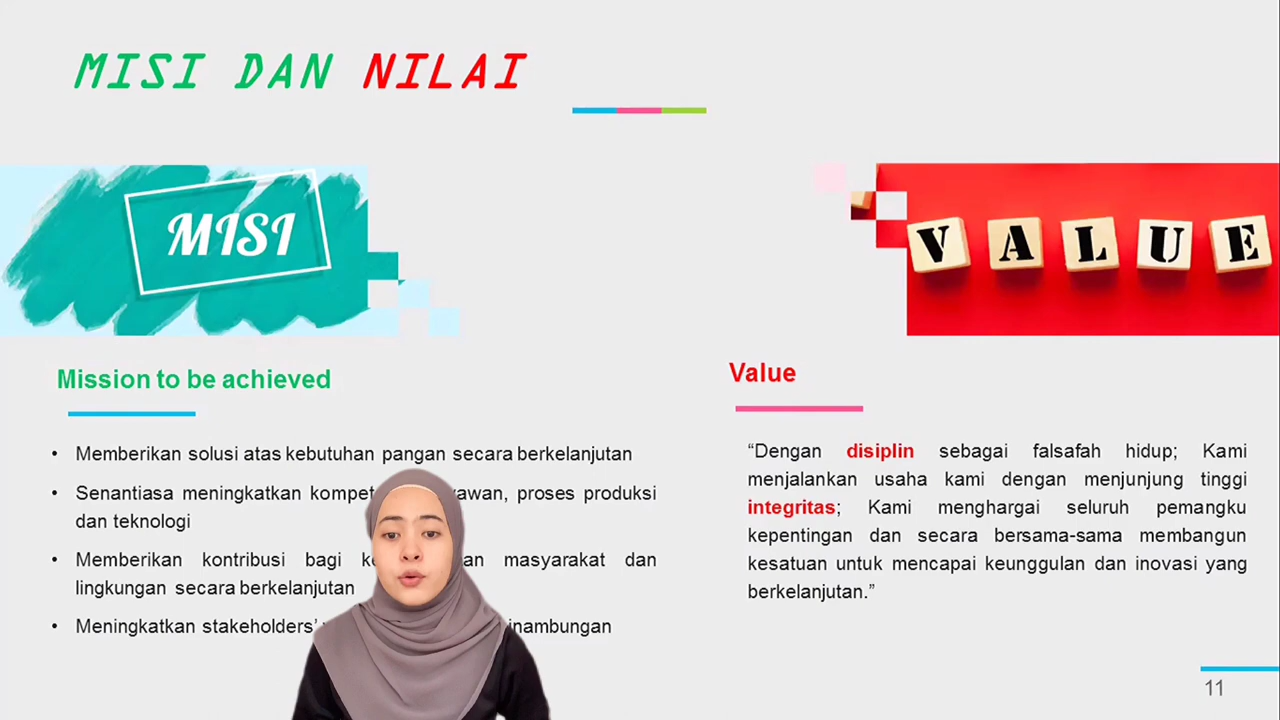 MISI DAN NILAI
MISI
VALUE
Mission to be achieved
• Memberikan solusi atas kebutuhan pangan secara berkelanjutan
• Senantiasa meningkatkan proses produksi
dan teknologi
• Memberikan kontribusi bagi masyarakat dan
lingkungan secara berkelanjutan
• Meningkatkan stakeholders’
Value
“Dengan disiplin sebagai falsafah hidup; Kami
menjalankan usaha kami dengan menjunjung tinggi
integritas; Kami menghargai seluruh pemangku
kepentingan dan secara bersama-sama membangun
kesatuan untuk mencapai keunggulan dan inovasi yang
berkelanjutan.”
11